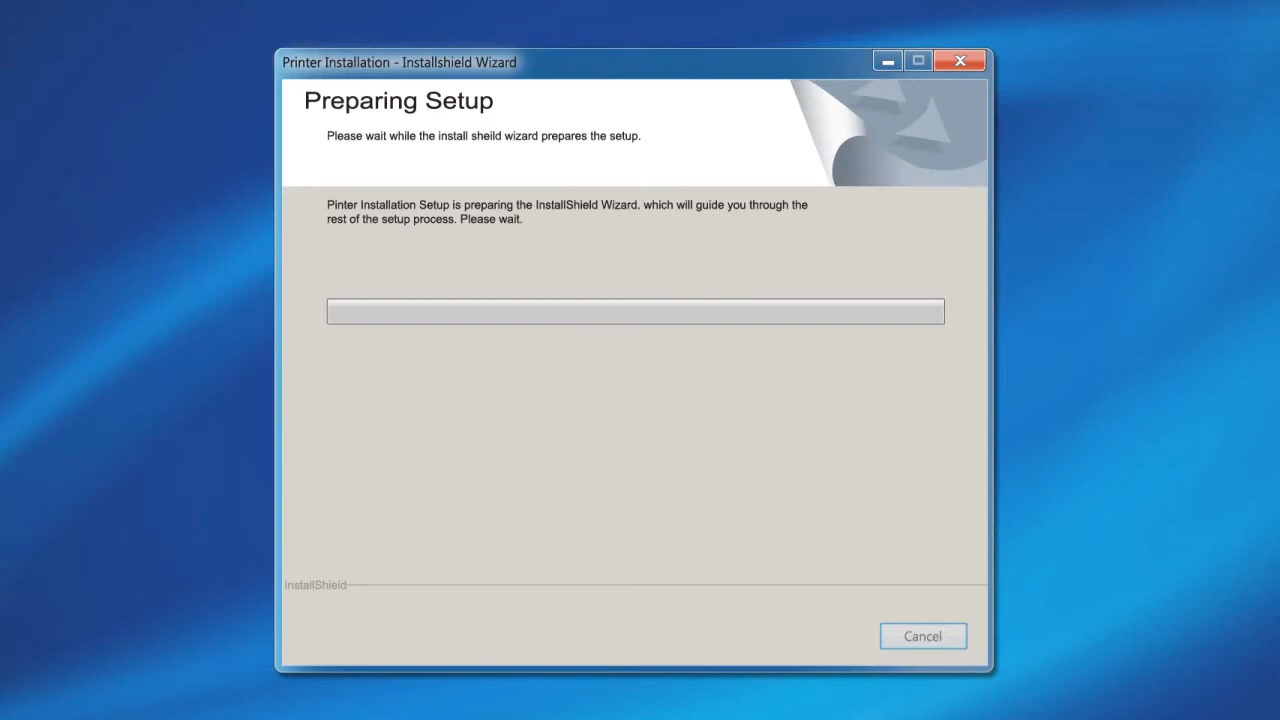 Printer Installation - Installshield Wizard
Preparing Setup
Please wait while the install sheild wizard prepares the setup.
Pinter Installation Setup is preparing the InstallShield Wizard. which will guide you through the
rest of the setup process. Please wait.
InstallShield
Cancel